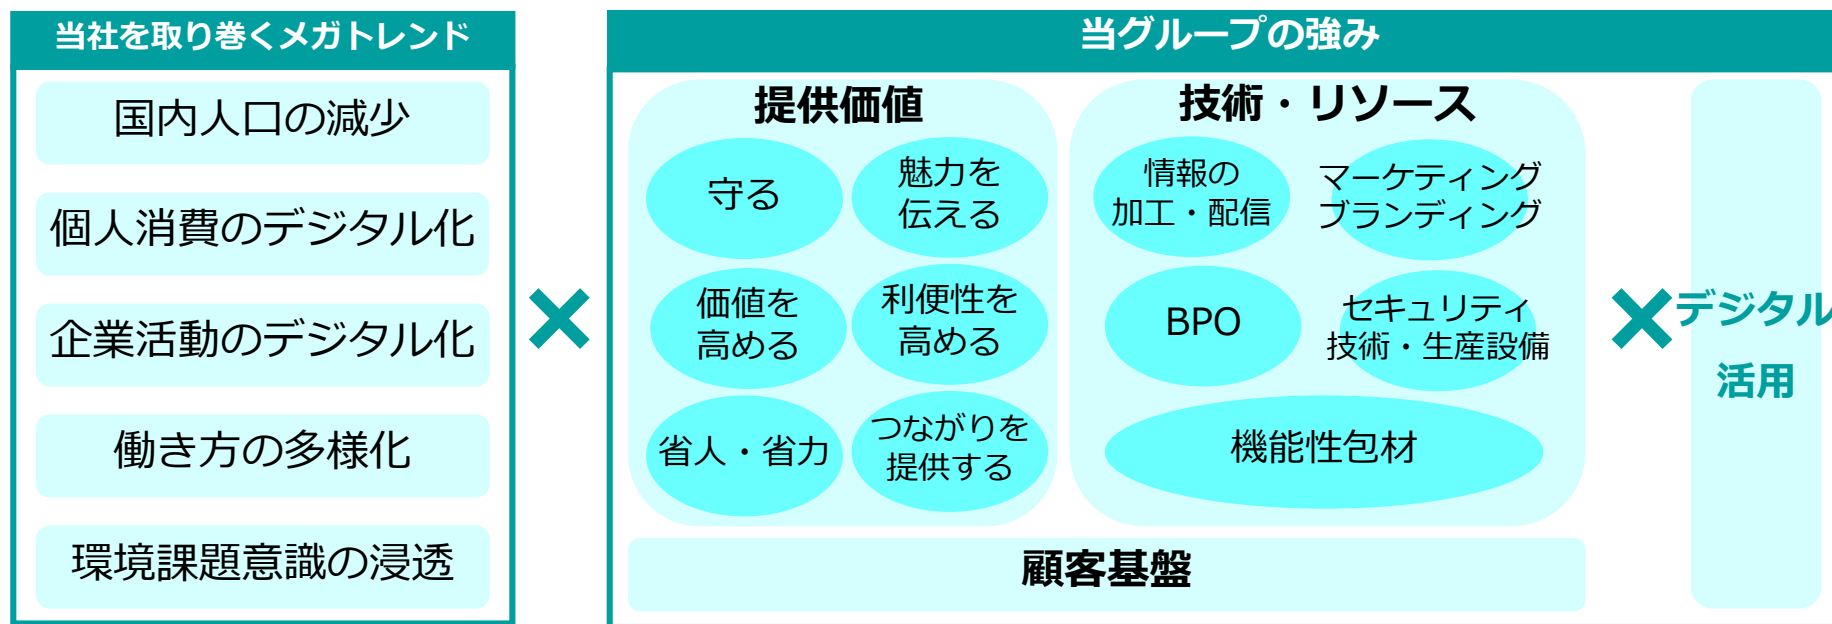 当社を取り巻くメガトレンド
国内人口の減少
個人消費のデジタル化
企業活動のデジタル化
働き方の多様化
環境課題意識の浸透
当グループの強み
提供価値
守る
魅力を
伝える
価値を
高める
利便性を
高める
省人・省力
つながりを
提供する
技術・リソース
情報の
加工・配信
マーケティング
ブランディング
BPO
セキュリティ
技術・生産設備
機能性包材
顧客基盤
デジタル
活用